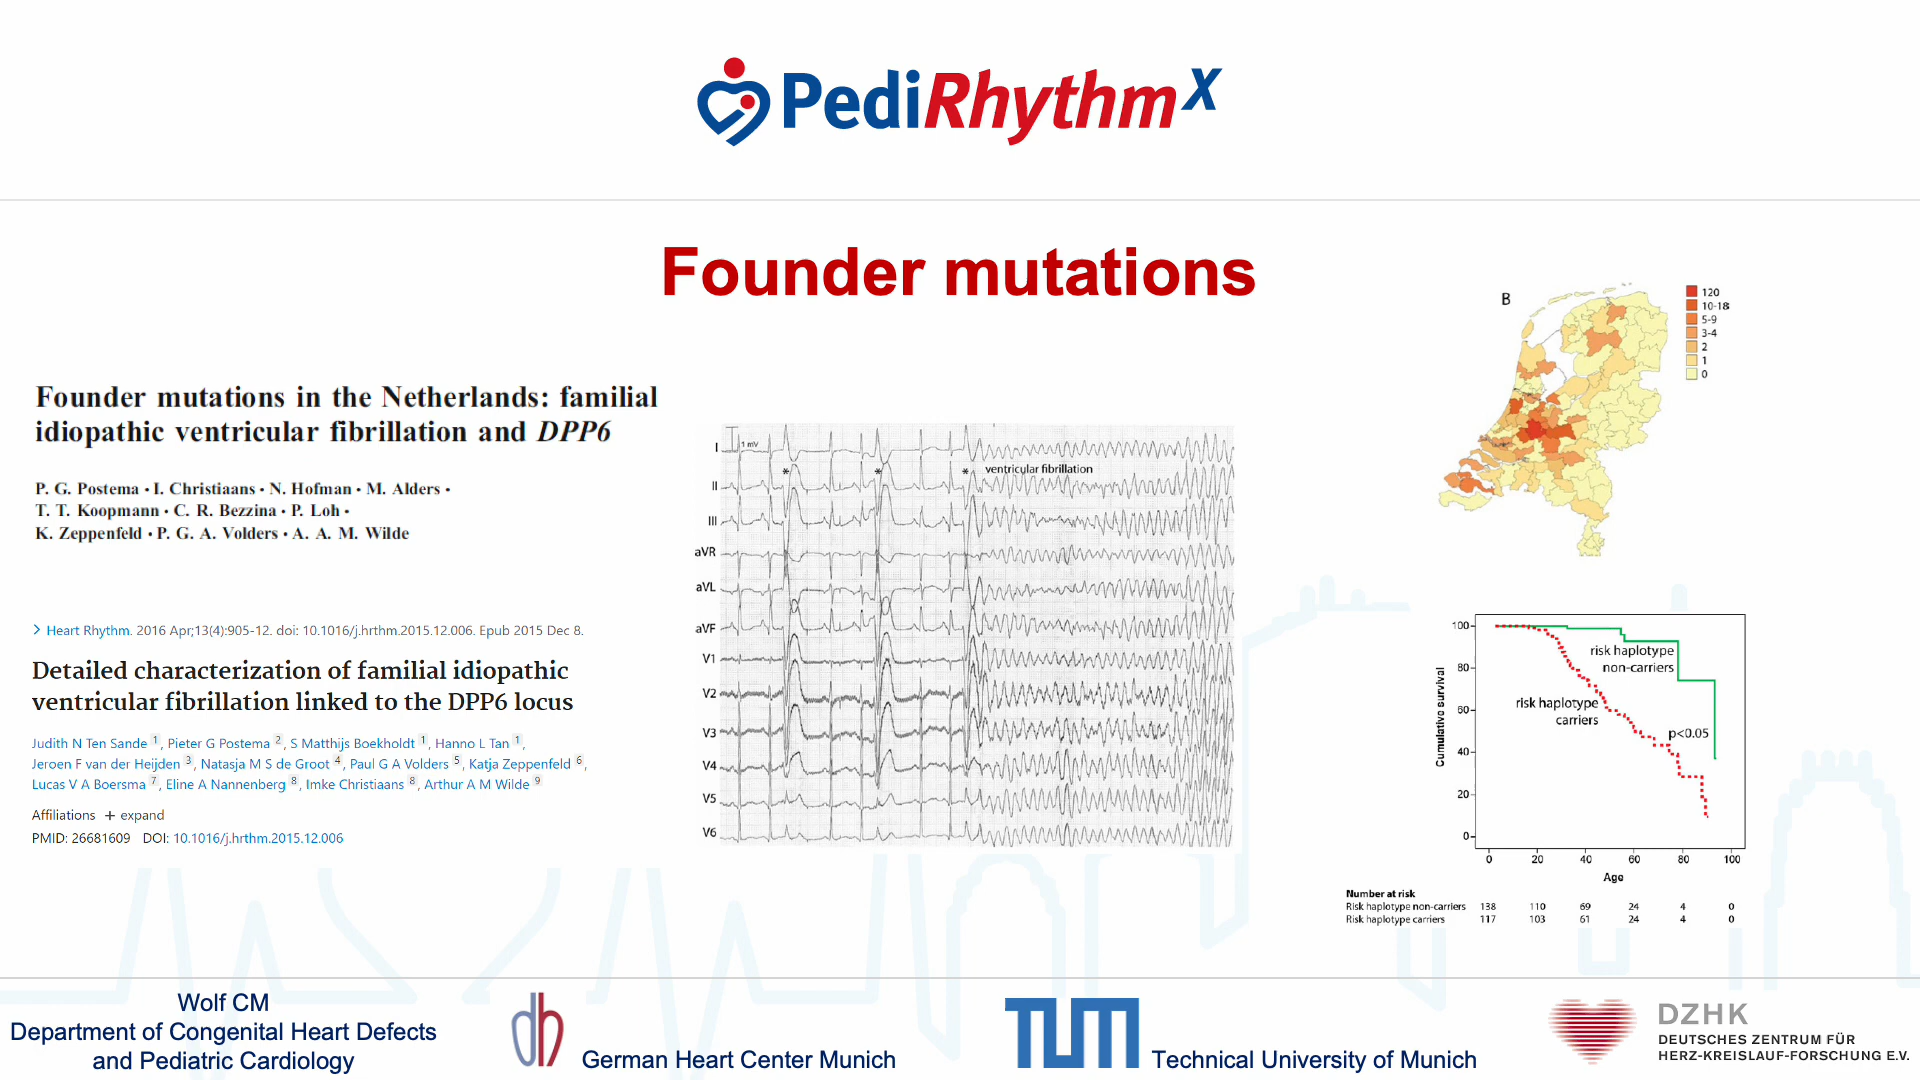 PediRhythm X
Founder mutations
Founder mutations in the Netherlands: familial
idiopathic ventricular fibrillation and DPP6
P. G. Postema • I. Christiaans • N. Hofman • M. Alders •
T. T. Koopmann • C. R. Bezzina • P. Loh •
K. Zeppenfeld • P. G. A. Volders • A. A. M. Wilde
> Heart Rhythm. 2016 Apr;13(4):905-12. doi: 10.1016/j.hrthm.2015.12.006. Epub 2015 Dec 8.
Detailed characterization of familial idiopathic
ventricular fibrillation linked to the DPP6 locus
Judith N Ten Sande 1, Pieter G Postema 2, S Matthijs Boekholdt 1, Hanno L Tan 1,
Jeroen F van der Heijden 3, Natasja M S de Groot 4, Paul G A Volders 5, Katja Zeppenfeld 6,
Lucas V A Boersma 7, Eline A Nannenberg 8, Imke Christiaans 8, Arthur A M Wilde 9
Affiliations + expand
PMID: 26681609 DOI: 10.1016/j.hrthm.2015.12.006
I
1 mV
* * * ventricular fibrillation
II
III
aVR
aVL
aVF
V1
V2
V3
V4
V5
V6
B
120
10-18
5-9
3-4
2
1
0
100
80
60
40
20
0
Cumulative survival
risk haplotype
non-carriers
risk haplotype
carriers
p<0.05
0 20 40 60 80 100
Age
Number at risk
Risk haplotype non-carriers 138 110 69 24 4 0
Risk haplotype carriers 117 103 61 24 4 0
Wolf CM
Department of Congenital Heart Defects
and Pediatric Cardiology
dh
German Heart Center Munich
TUM
Technical University of Munich
DZHK
DEUTSCHES ZENTRUM FÜR
HERZ-KREISLAUF-FORSCHUNG E.V.